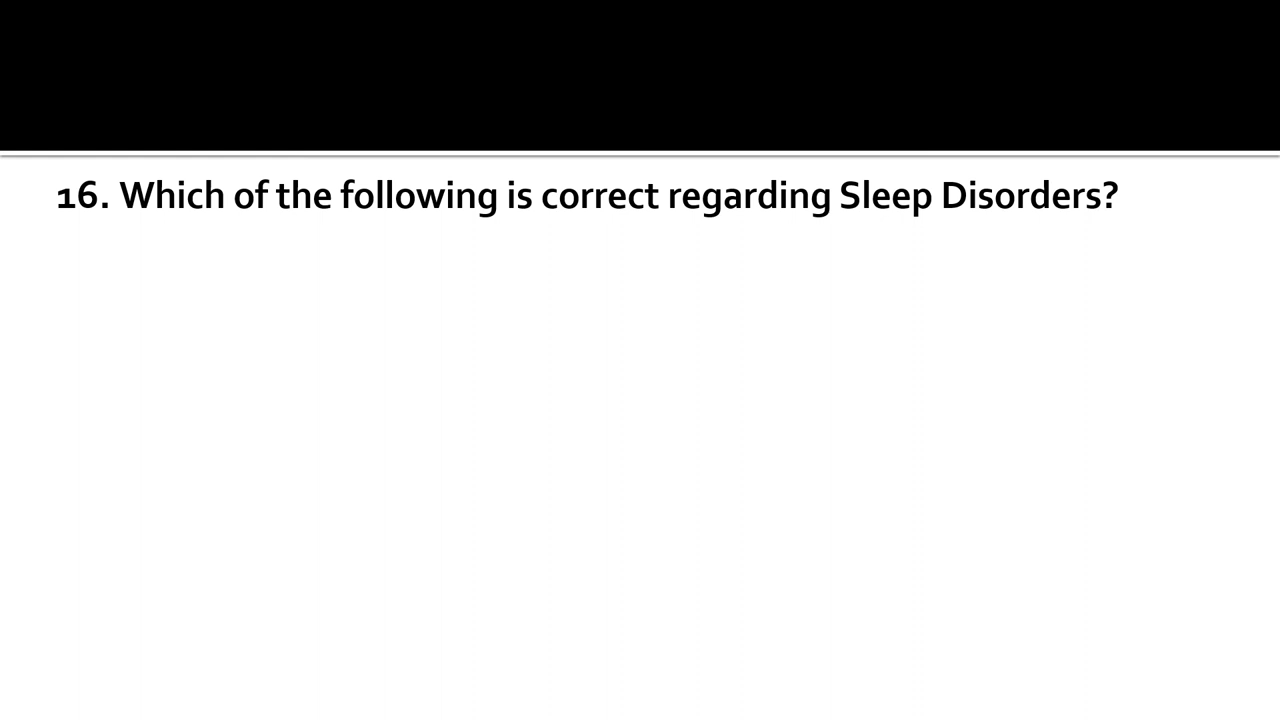 16. Which of the following is correct regarding Sleep Disorders?